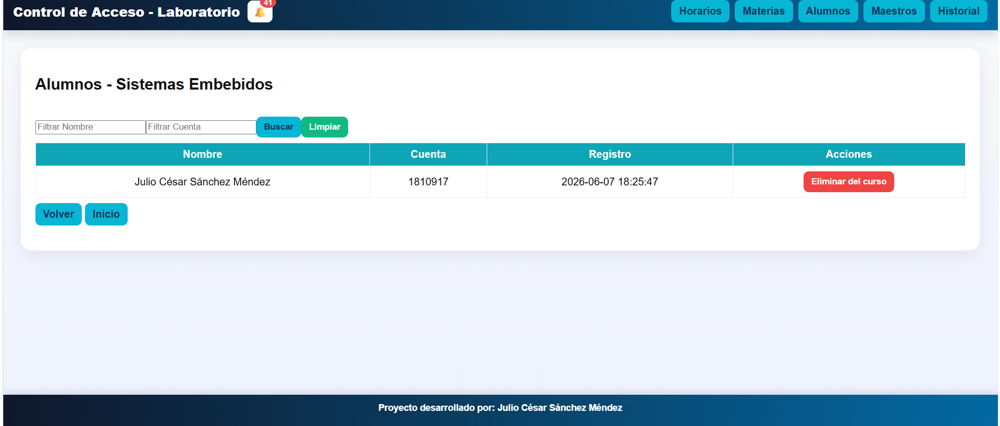 Control de Acceso - Laboratorio 41 Horarios Materias Alumnos Maestros Historial
Alumnos - Sistemas Embebidos
Filtrar Nombre Filtrar Cuenta Buscar Limpiar
Nombre Cuenta Registro Acciones
Julio César Sánchez Méndez 1810917 2026-06-07 18:25:47 Eliminar del curso
Volver Inicio
Proyecto desarrollado por: Julio César Sánchez Méndez